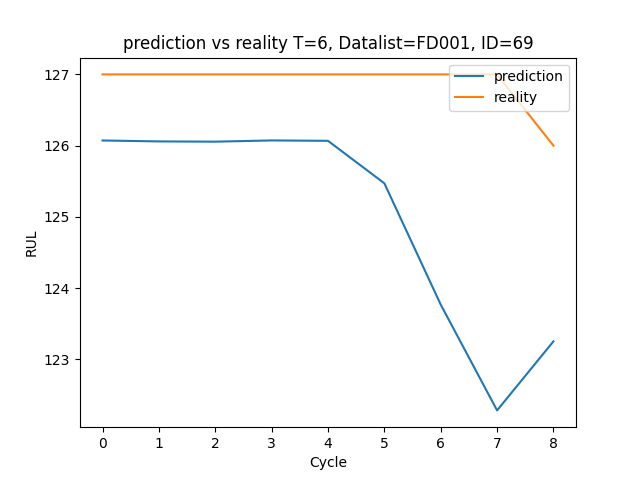 prediction vs reality T=6, Datalist=FD001, ID=69
prediction
reality
127
126
125
124
123
RUL
0 1 2 3 4 5 6 7 8
Cycle